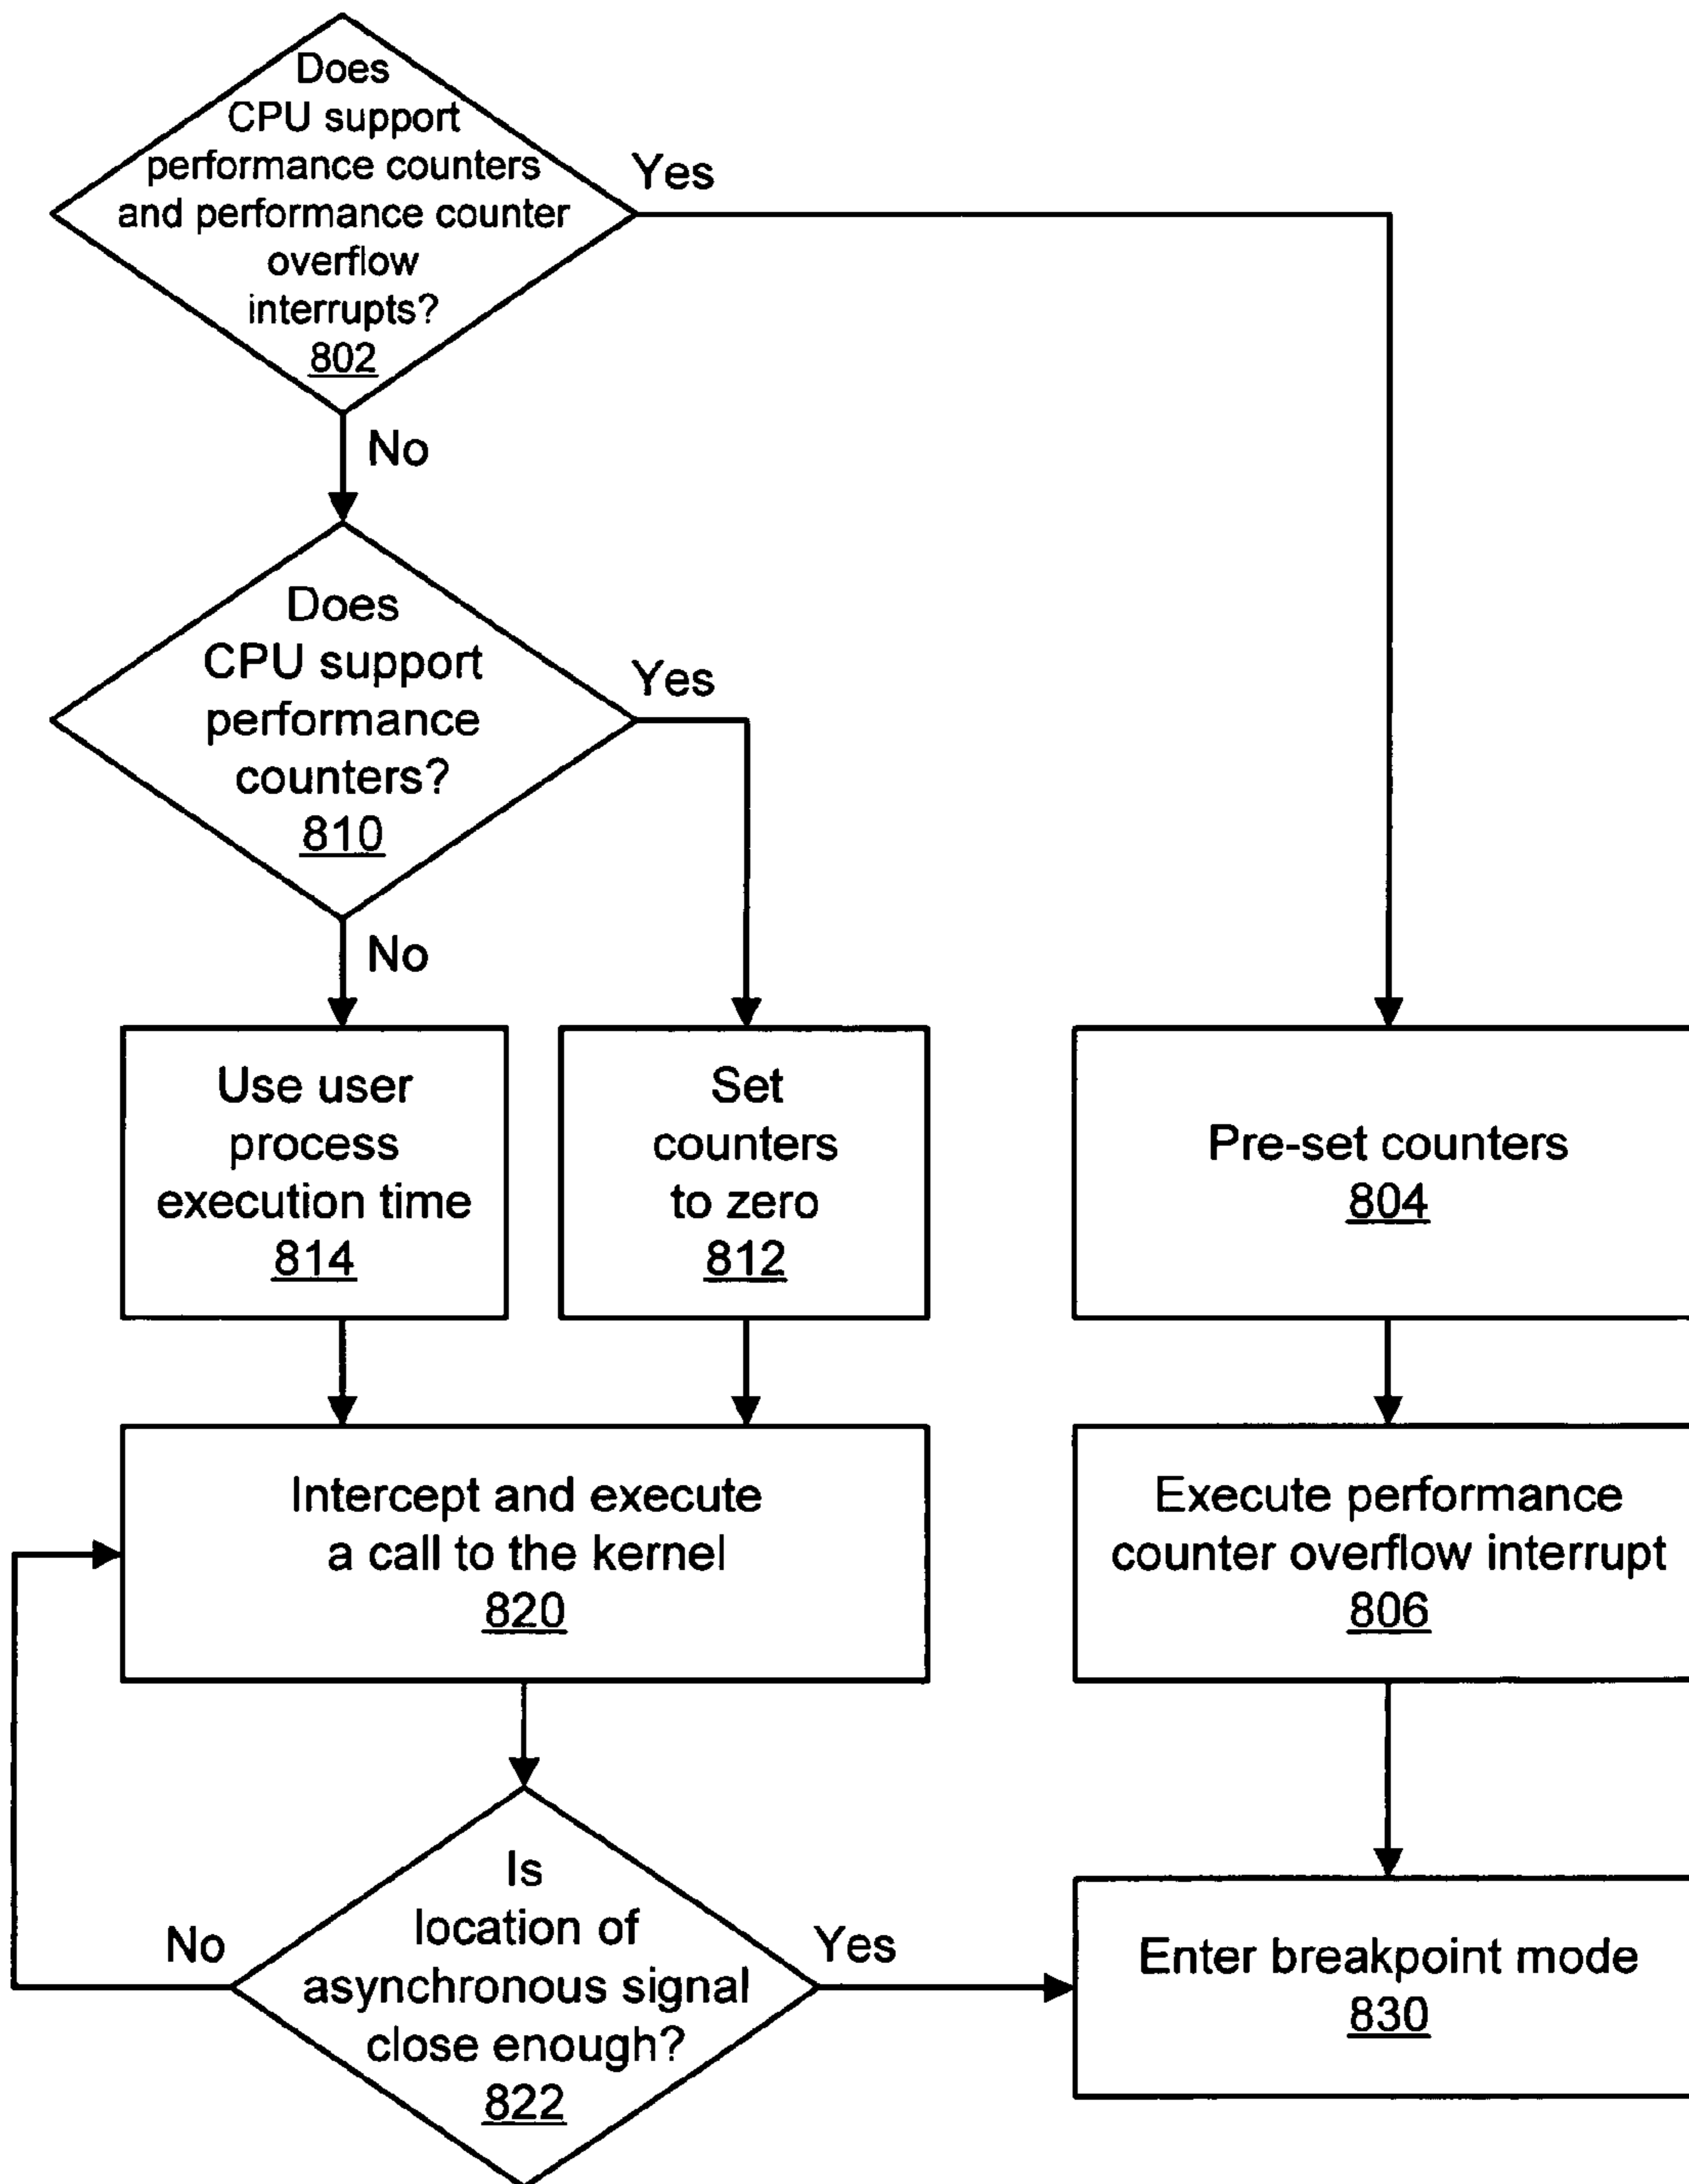 Does
CPU support
performance counters
and performance counter
overflow
interrupts?
802
Yes
No
Does
CPU support
performance
counters?
810
Yes
No
Use user
process
execution time
814
Set
counters
to zero
812
Pre-set counters
804
Intercept and execute
a call to the kernel
820
Execute performance
counter overflow interrupt
806
Is
location of
asynchronous signal
close enough?
822
No
Yes
Enter breakpoint mode
830